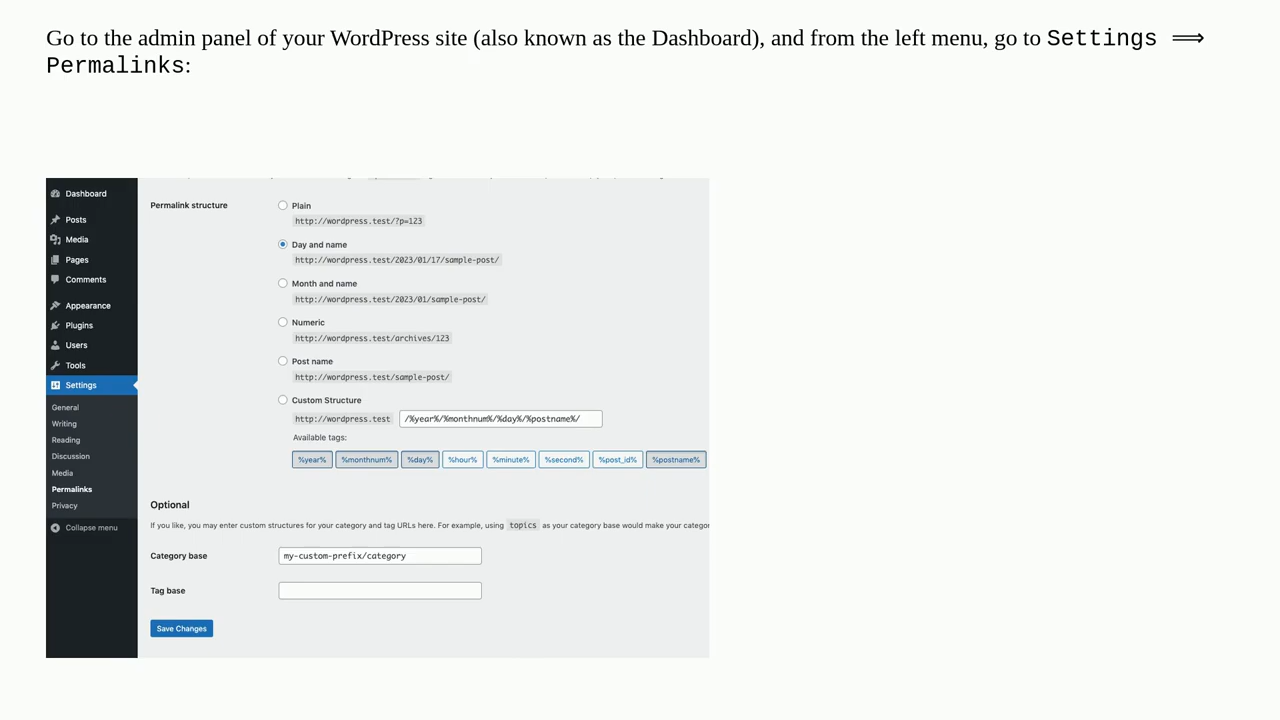 Go to the admin panel of your WordPress site (also known as the Dashboard), and from the left menu, go to Settings ⟹
Permalinks:
Dashboard
Posts
Media
Pages
Comments
Appearance
Plugins
Users
Tools
Settings
General
Writing
Reading
Discussion
Media
Permalinks
Privacy
Collapse menu
Permalink structure
Plain
http://wordpress.test/?p=123
Day and name
http://wordpress.test/2023/01/17/sample-post/
Month and name
http://wordpress.test/2023/01/sample-post/
Numeric
http://wordpress.test/archives/123
Post name
http://wordpress.test/sample-post/
Custom Structure
http://wordpress.test /%year%/%monthnum%/%day%/%postname%/
Available tags:
%year% %monthnum% %day% %hour% %minute% %second% %post_id% %postname%
Optional
If you like, you may enter custom structures for your category and tag URLs here. For example, using topics as your category base would make your categor
Category base my-custom-prefix/category
Tag base
Save Changes